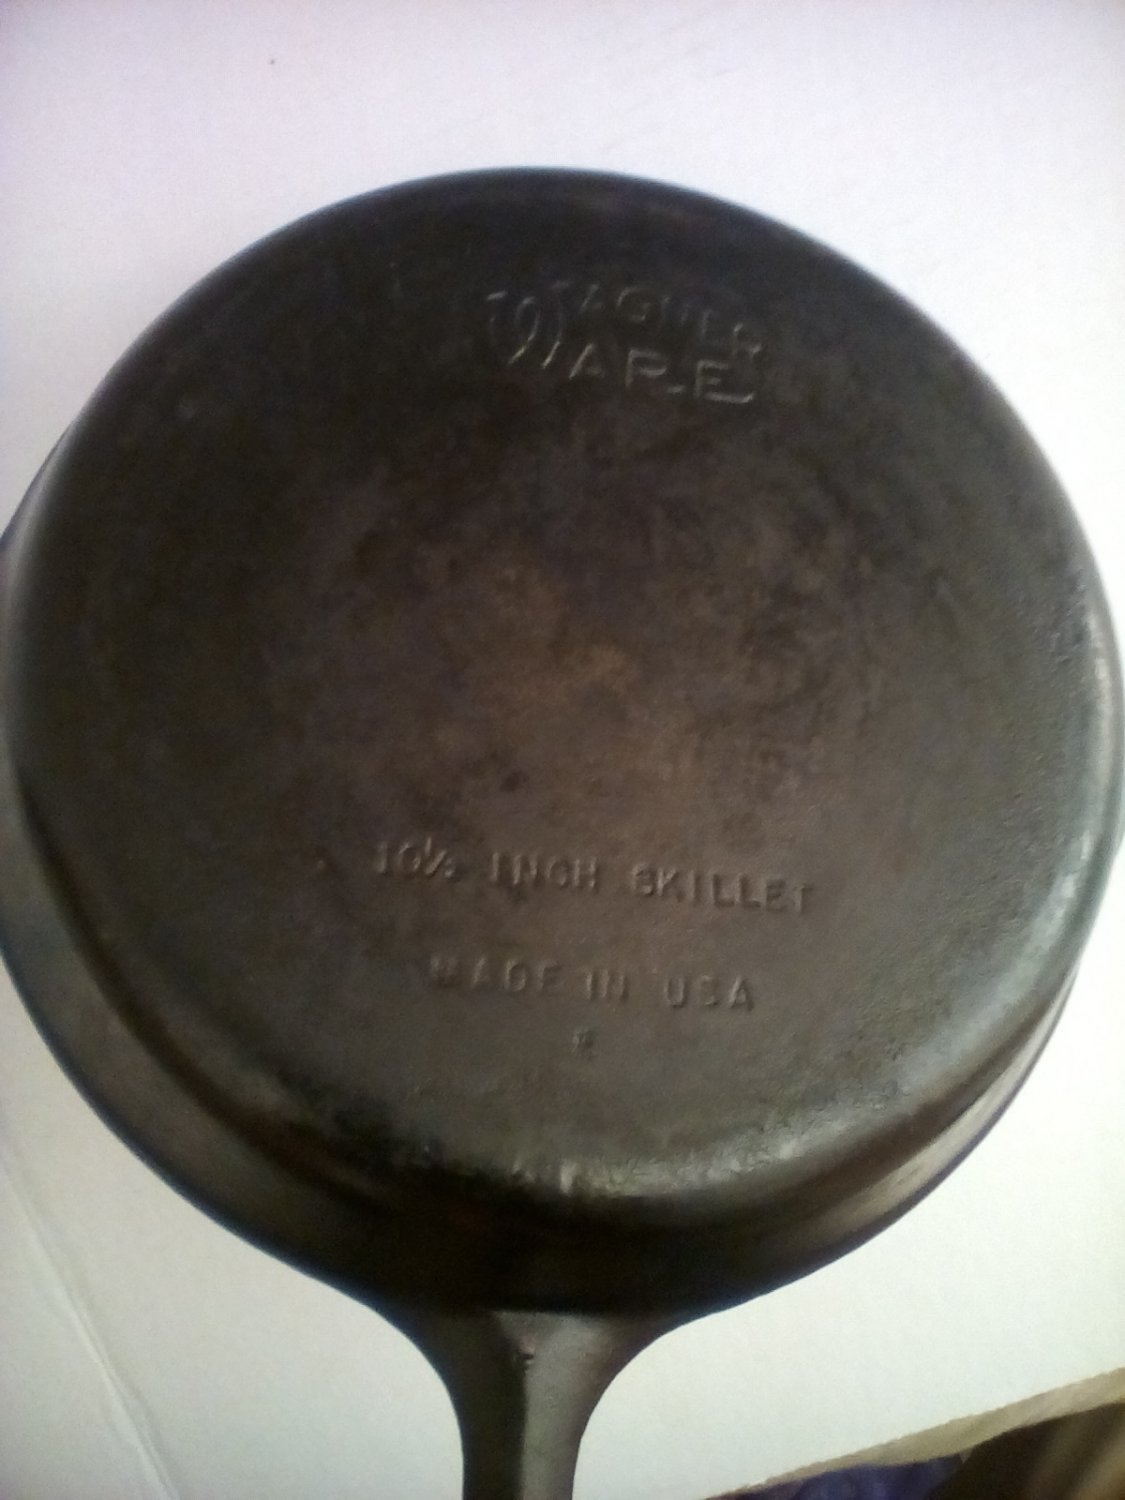 WAGNER
WARE
10½ INCH SKILLET
MADE IN USA